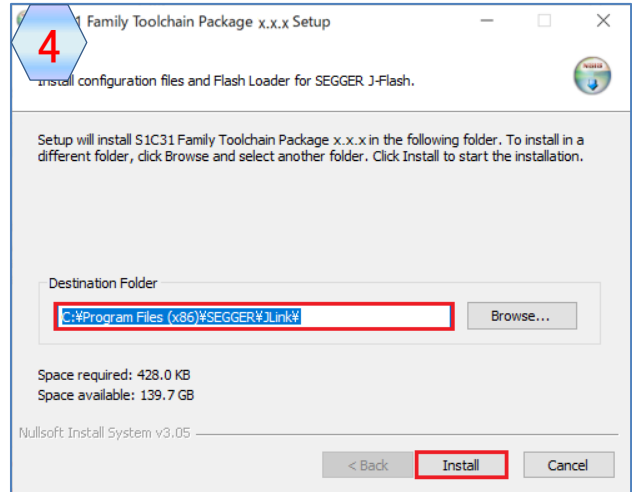 1 Family Toolchain Package x.x.x Setup
4
Install configuration files and Flash Loader for SEGGER J-Flash.
Setup will install S1C31 Family Toolchain Package x.x.x in the following folder. To install in a
different folder, click Browse and select another folder. Click Install to start the installation.
Destination Folder
C:¥Program Files (x86)¥SEGGER¥JLink¥
Browse...
Space required: 428.0 KB
Space available: 139.7 GB
Nullsoft Install System v3.05
< Back
Install
Cancel